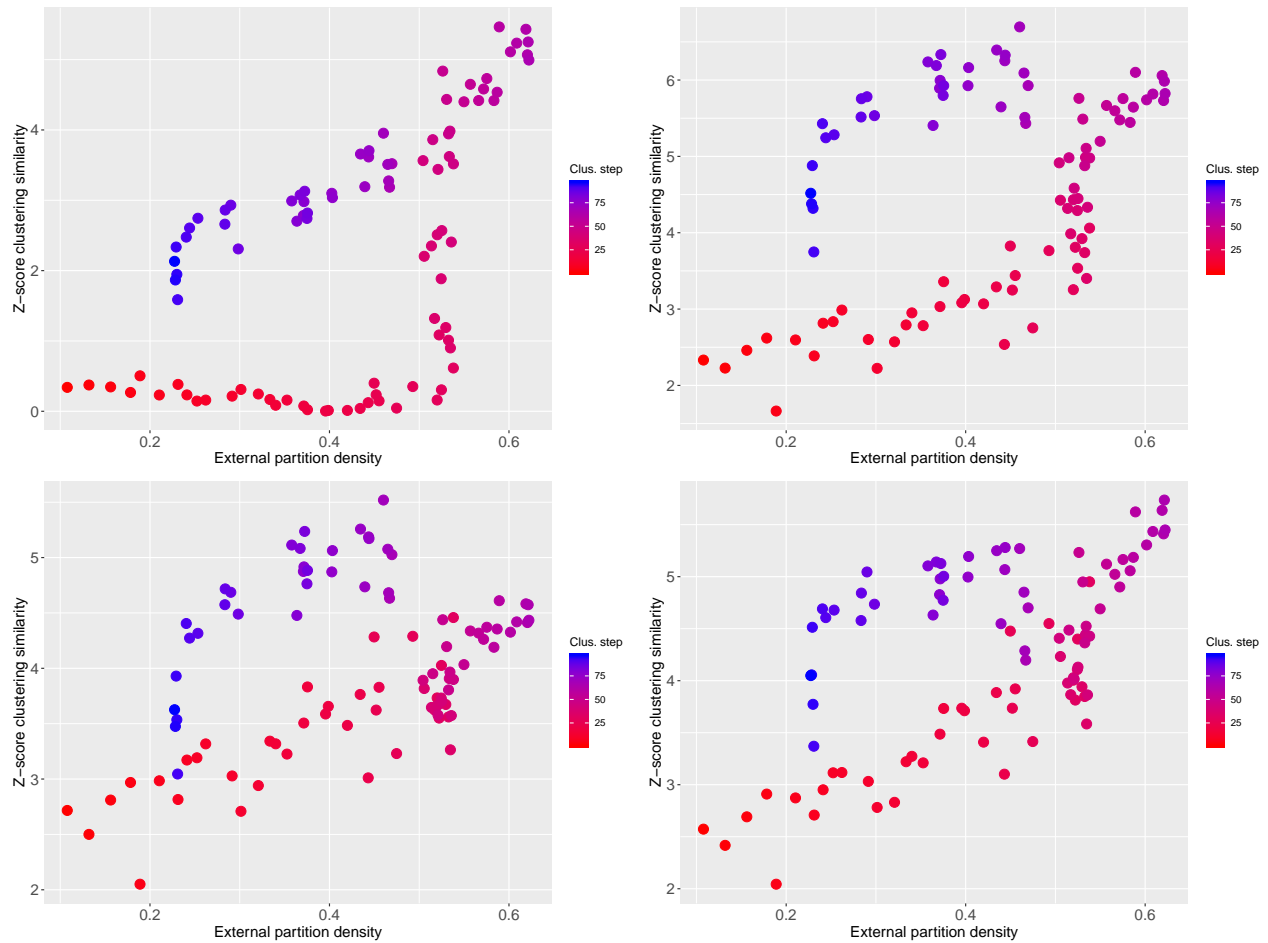 Z−score clustering similarity
4
2
0
0.2 0.4 0.6
External partition density
Clus. step
75
50
25
Z−score clustering similarity
6
5
4
3
2
0.2 0.4 0.6
External partition density
Clus. step
75
50
25
Z−score clustering similarity
5
4
3
2
0.2 0.4 0.6
External partition density
Clus. step
75
50
25
Z−score clustering similarity
5
4
3
2
0.2 0.4 0.6
External partition density
Clus. step
75
50
25